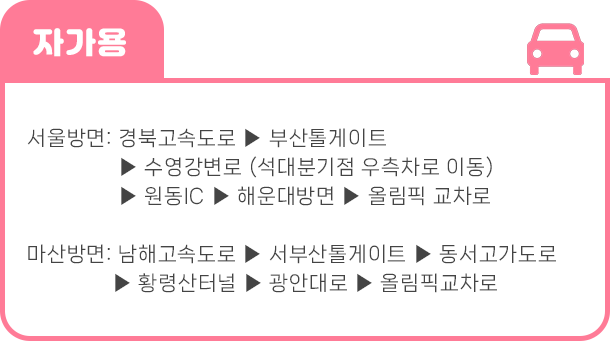 자가용
서울방면: 경북고속도로 ▶ 부산톨게이트
▶ 수영강변로 (석대분기점 우측차로 이동)
▶ 원동IC ▶ 해운대방면 ▶ 올림픽 교차로
마산방면: 남해고속도로 ▶ 서부산톨게이트 ▶ 동서고가도로
▶ 황령산터널 ▶ 광안대로 ▶ 올림픽교차로